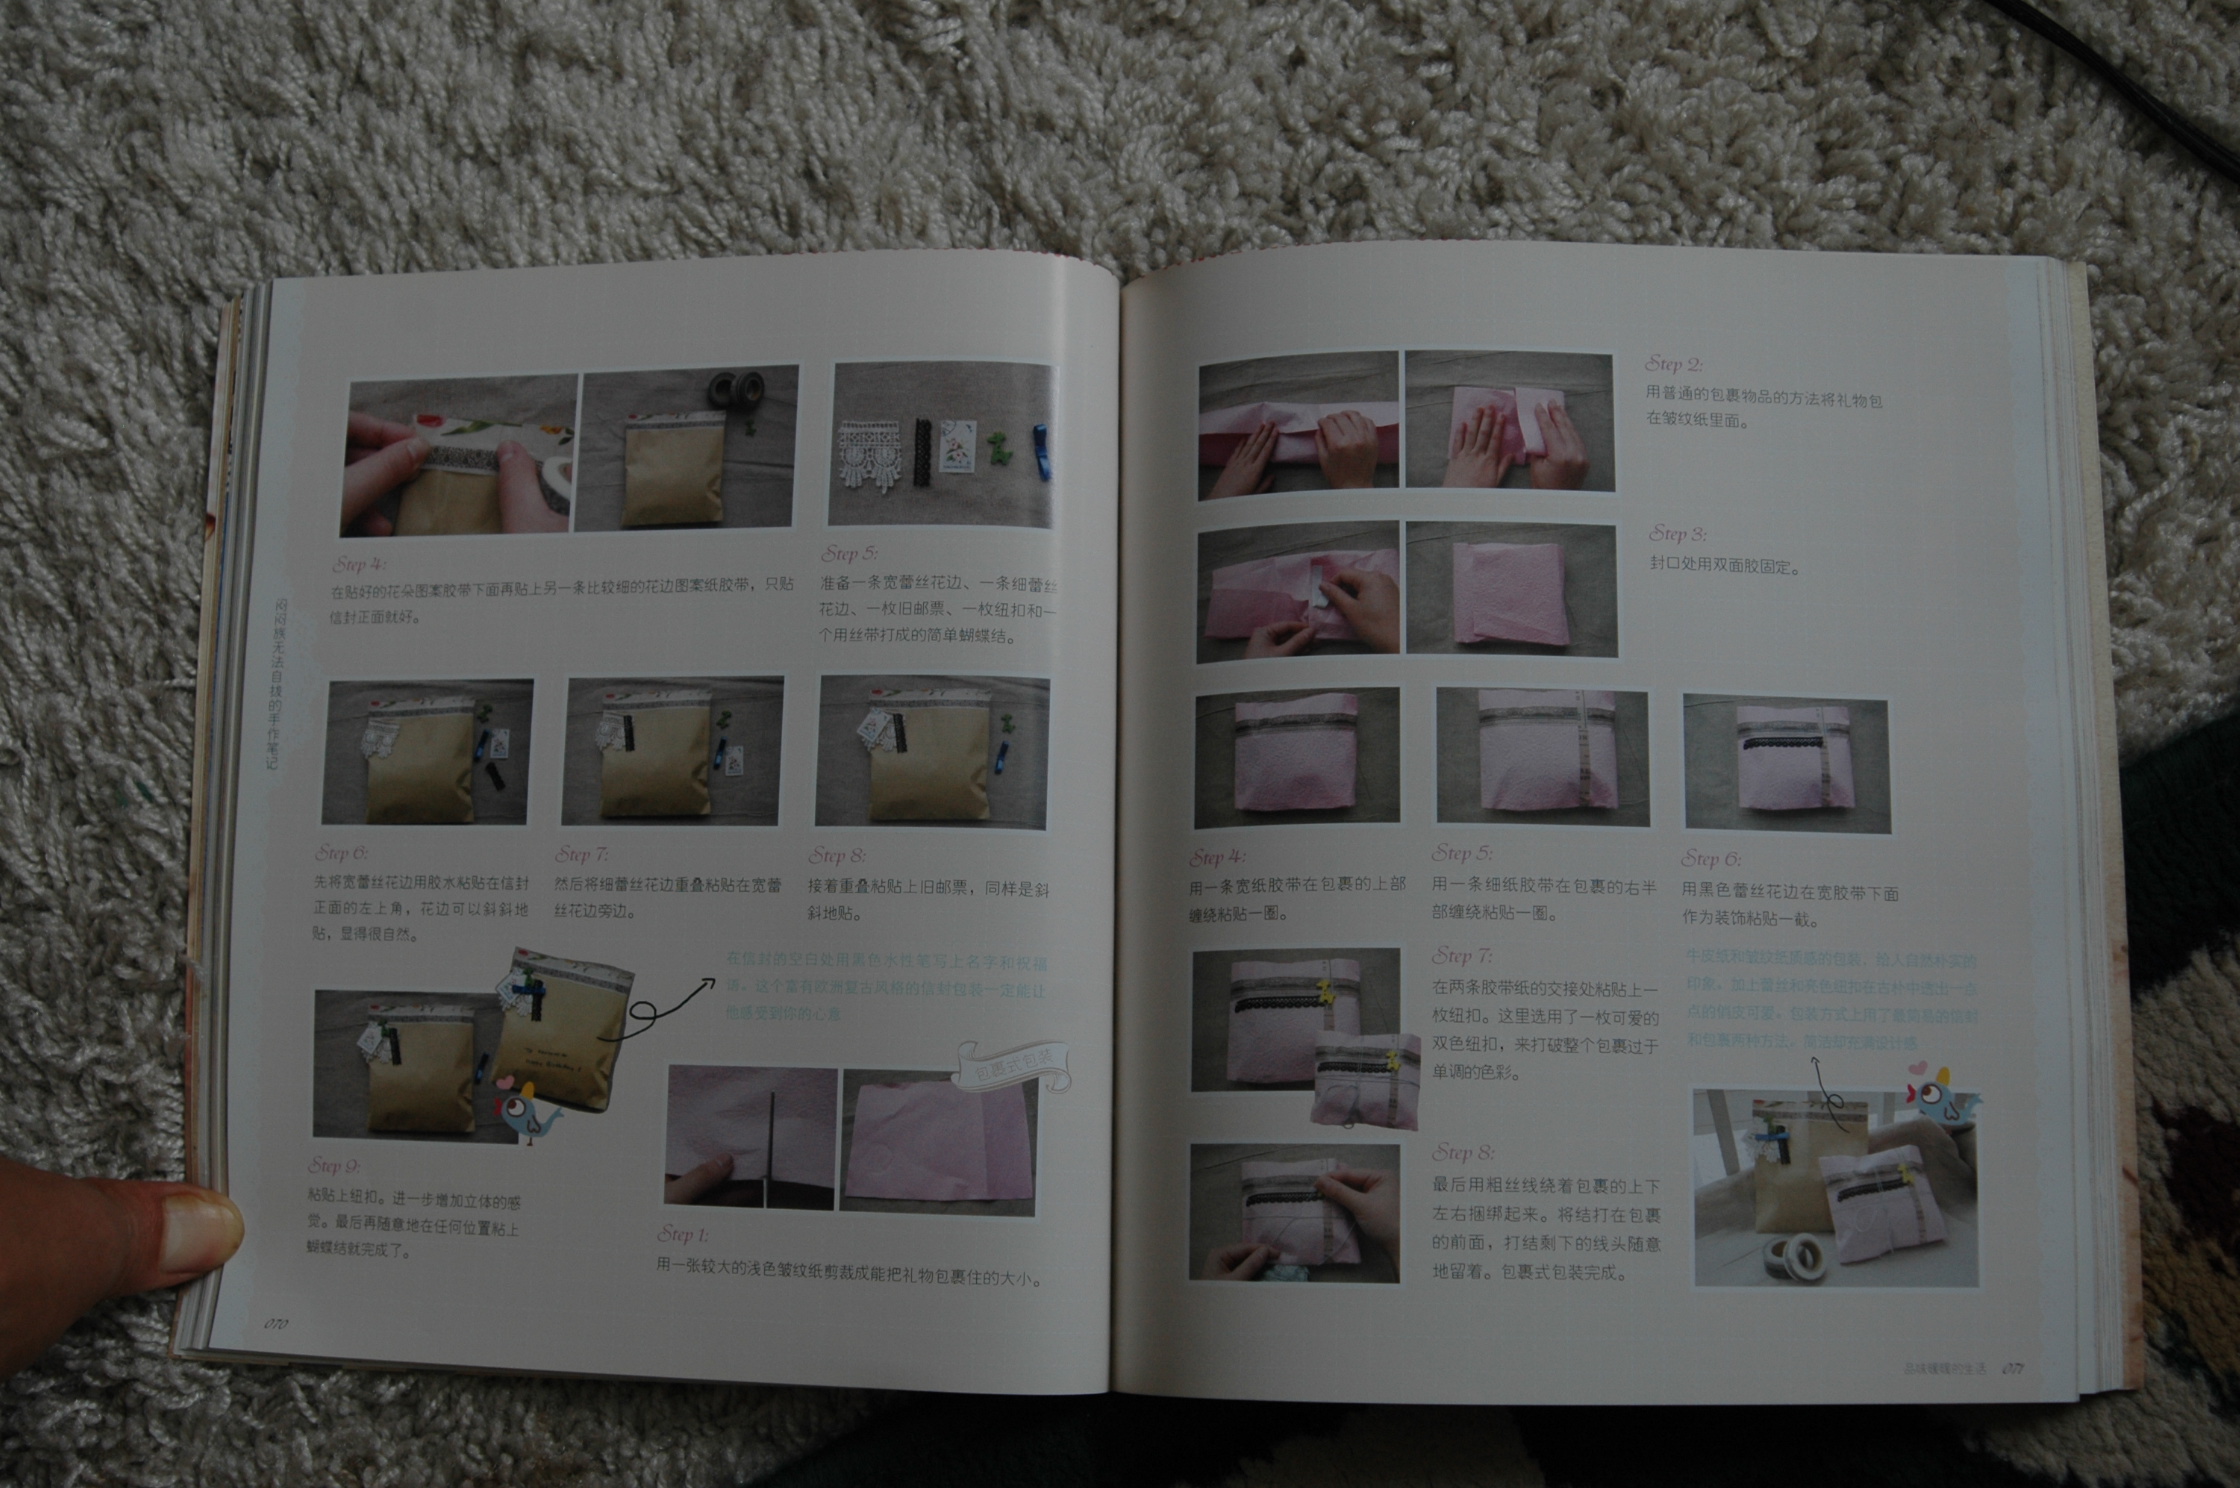 Step 4:
在贴好的花朵图案胶带下面再贴上另一条比较细的花边图案纸胶带，只贴
信封正面就好。
Step 5:
准备一条宽蕾丝花边、一条细蕾丝
花边、一枚旧邮票、一枚纽扣和一
个用丝带打成的简单蝴蝶结。
闷闷族无法自拔的手作笔记
Step 6:
先将宽蕾丝花边用胶水粘贴在信封
正面的左上角，花边可以斜斜地
贴，显得很自然。
Step 7:
然后将细蕾丝花边重叠粘贴在宽蕾
丝花边旁边。
Step 8:
接着重叠粘贴上旧邮票，同样是斜
斜地贴。
在信封的空白处用黑色水性笔写上名字和祝福
语。这个富有欧洲复古风格的信封包装一定能让
他感受到你的心意
Step 9:
粘贴上纽扣。进一步增加立体的感
觉。最后再随意地在任何位置粘上
蝴蝶结就完成了。
包裹式包装
Step 1:
用一张较大的浅色皱纹纸剪裁成能把礼物包裹住的大小。
070
Step 2:
用普通的包裹物品的方法将礼物包
在皱纹纸里面。
Step 3:
封口处用双面胶固定。
Step 4:
用一条宽纸胶带在包裹的上部
缠绕粘贴一圈。
Step 5:
用一条细纸胶带在包裹的右半
部缠绕粘贴一圈。
Step 6:
用黑色蕾丝花边在宽胶带下面
作为装饰粘贴一截。
Step 7:
在两条胶带纸的交接处粘贴上一
枚纽扣。这里选用了一枚可爱的
双色纽扣，来打破整个包裹过于
单调的色彩。
牛皮纸和皱纹纸质感的包装，给人自然朴实的
印象。加上蕾丝和亮色纽扣在古朴中透出一点
点的俏皮可爱。包装方式上用了最简易的信封
和包裹两种方法，简洁却充满设计感
Step 8:
最后用粗丝线绕着包裹的上下
左右捆绑起来。将结打在包裹
的前面，打结剩下的线头随意
地留着。包裹式包装完成。
品味暖暖的生活 071